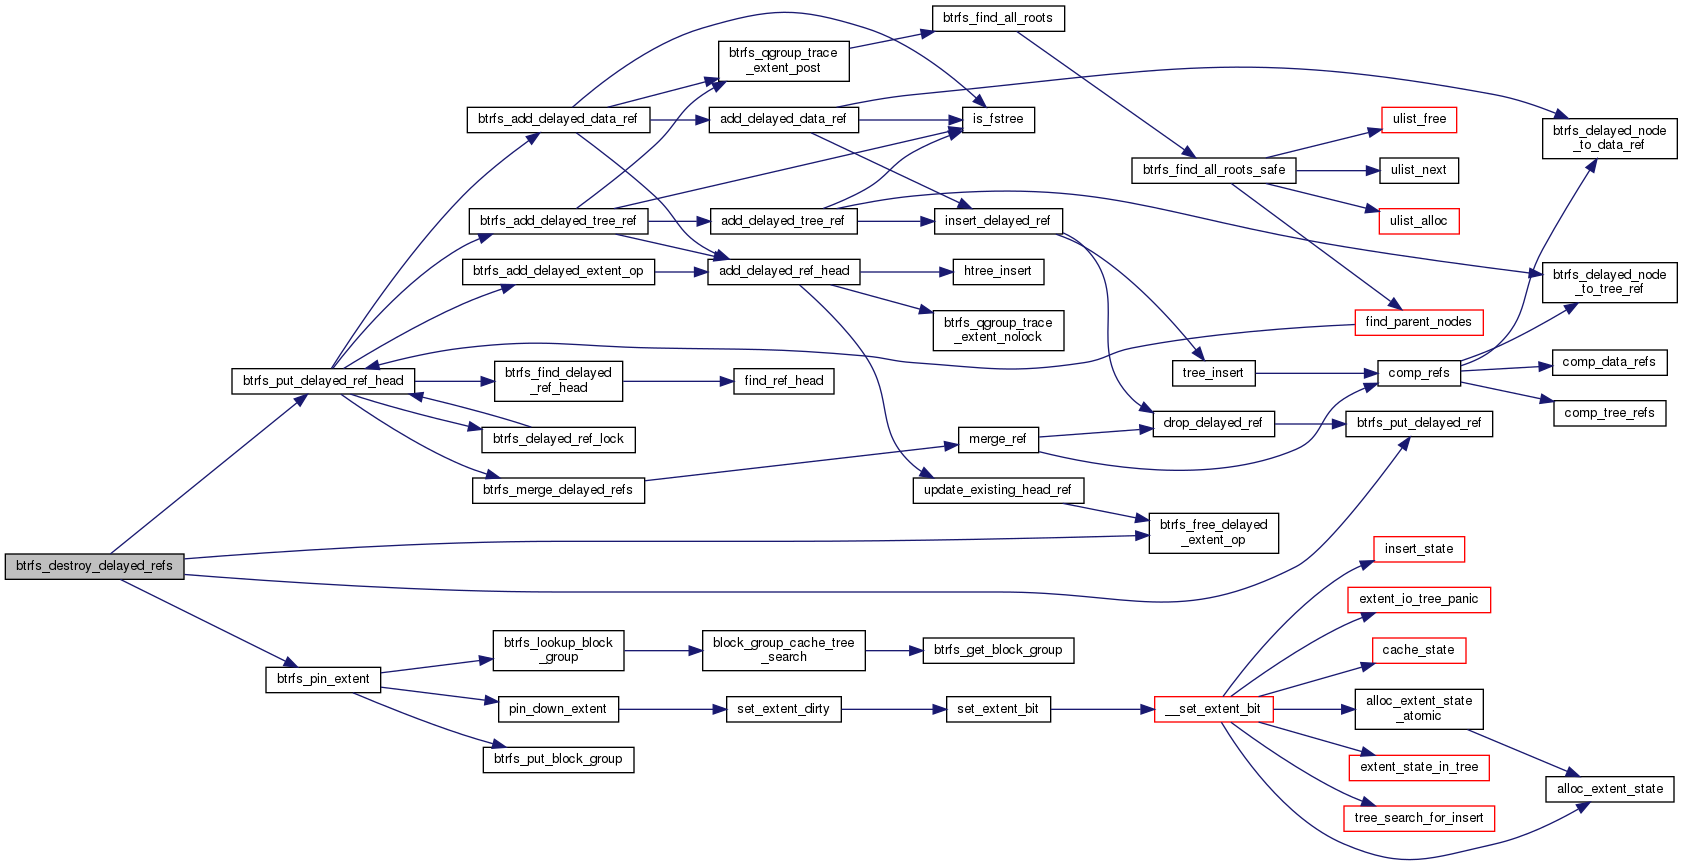 btrfs_find_all_roots
btrfs_qgroup_trace
_extent_post
btrfs_add_delayed_data_ref
add_delayed_data_ref
is_fstree
ulist_free
btrfs_delayed_node
_to_data_ref
btrfs_find_all_roots_safe
ulist_next
btrfs_add_delayed_tree_ref
add_delayed_tree_ref
insert_delayed_ref
ulist_alloc
btrfs_add_delayed_extent_op
add_delayed_ref_head
htree_insert
btrfs_delayed_node
_to_tree_ref
btrfs_qgroup_trace
_extent_nolock
find_parent_nodes
btrfs_put_delayed_ref_head
btrfs_find_delayed
_ref_head
find_ref_head
tree_insert
comp_refs
comp_data_refs
comp_tree_refs
btrfs_delayed_ref_lock
merge_ref
drop_delayed_ref
btrfs_put_delayed_ref
btrfs_merge_delayed_refs
update_existing_head_ref
btrfs_free_delayed
_extent_op
btrfs_destroy_delayed_refs
insert_state
extent_io_tree_panic
btrfs_lookup_block
_group
block_group_cache_tree
_search
btrfs_get_block_group
cache_state
btrfs_pin_extent
pin_down_extent
set_extent_dirty
set_extent_bit
__set_extent_bit
alloc_extent_state
_atomic
btrfs_put_block_group
extent_state_in_tree
alloc_extent_state
tree_search_for_insert